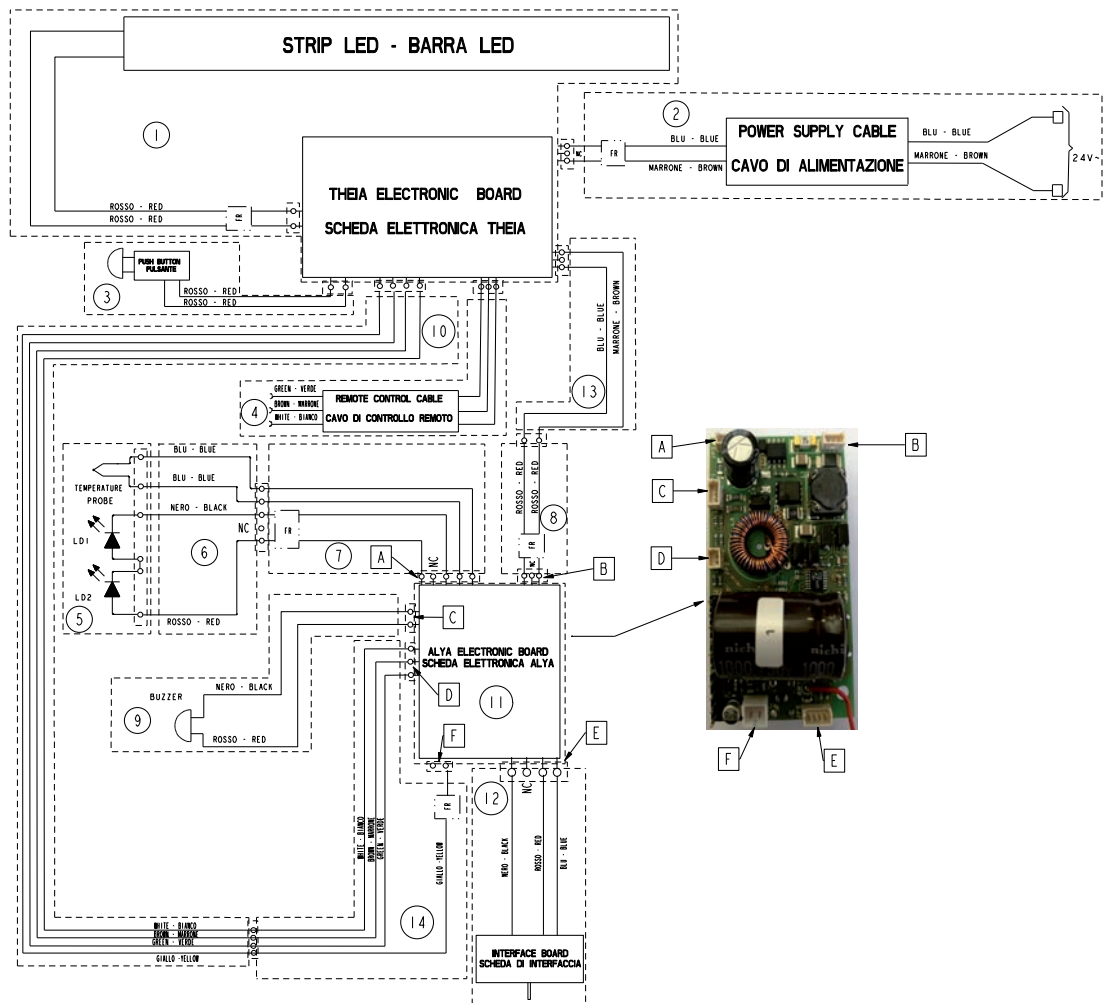 STRIP LED - BARRA LED
1
2
BLU - BLUE
MARRONE - BROWN
NC
FR
POWER SUPPLY CABLE
CAVO DI ALIMENTAZIONE
BLU - BLUE
MARRONE - BROWN
24V~
THEIA ELECTRONIC BOARD
SCHEDA ELETTRONICA THEIA
ROSSO - RED
ROSSO - RED
FR
PUSH BUTTON
PULSANTE
3
ROSSO - RED
ROSSO - RED
10
BLU - BLUE
MARRONE - BROWN
13
GREEN - VERDE
BROWN - MARRONE
WHITE - BIANCO
4
REMOTE CONTROL CABLE
CAVO DI CONTROLLO REMOTO
A
B
C
D
F
E
nichi
nichi
BLU - BLUE
BLU - BLUE
TEMPERATURE
PROBE
NERO - BLACK
LD1
LD2
NC
FR
5
6
7
ROSSO - RED
ROSSO - RED
ROSSO - RED
8
FR
NC
A
NC
B
C
D
ALYA ELECTRONIC BOARD
SCHEDA ELETTRONICA ALYA
11
NERO - BLACK
BUZZER
9
ROSSO - RED
F
E
FR
12
NC
WHITE - BIANCO
BROWN - MARRONE
GREEN - VERDE
GIALLO -YELLOW
NERO - BLACK
ROSSO - RED
BLU - BLUE
14
WHITE - BIANCO
BROWN - MARRONE
GREEN - VERDE
GIALLO-YELLOW
INTERFACE BOARD
SCHEDA DI INTERFACCIA